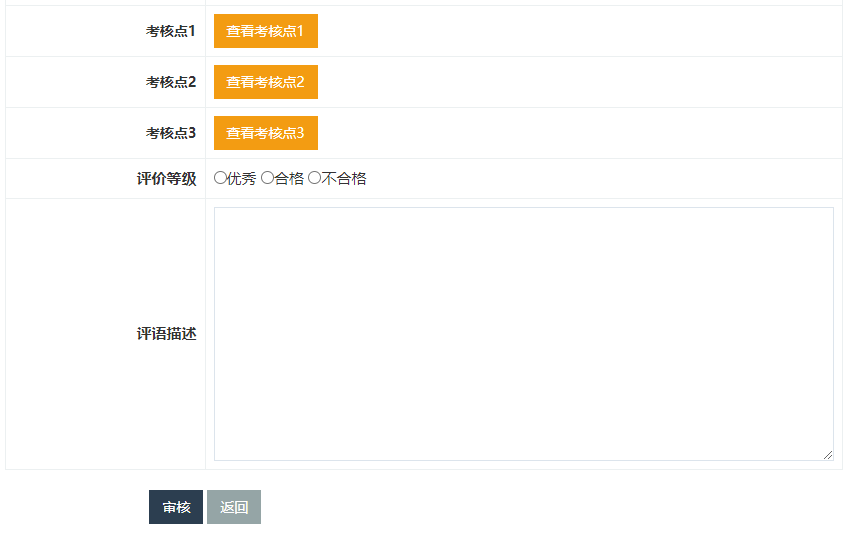 考核点1 查看考核点1
考核点2 查看考核点2
考核点3 查看考核点3
评价等级 优秀 合格 不合格
评语描述
审核 返回